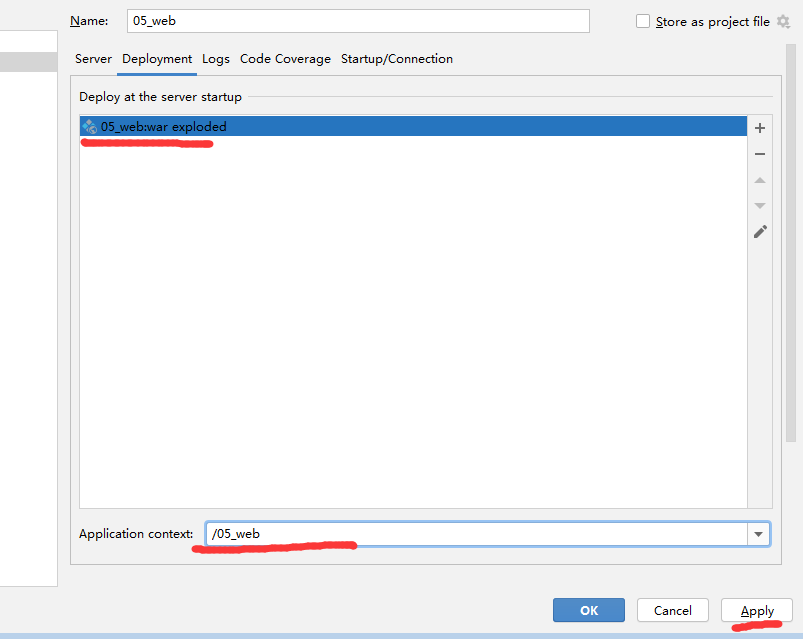 Name: 05_web Store as project file
Server Deployment Logs Code Coverage Startup/Connection
Deploy at the server startup
05_web:war exploded
Application context: /05_web
OK Cancel Apply